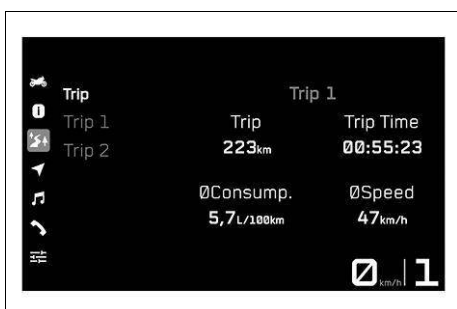 Trip
Trip 1
Trip 1
Trip
Trip Time
Trip 2
223km
00:55:23
ØConsump.
ØSpeed
5,7L/100km
47km/h
0km/h 1